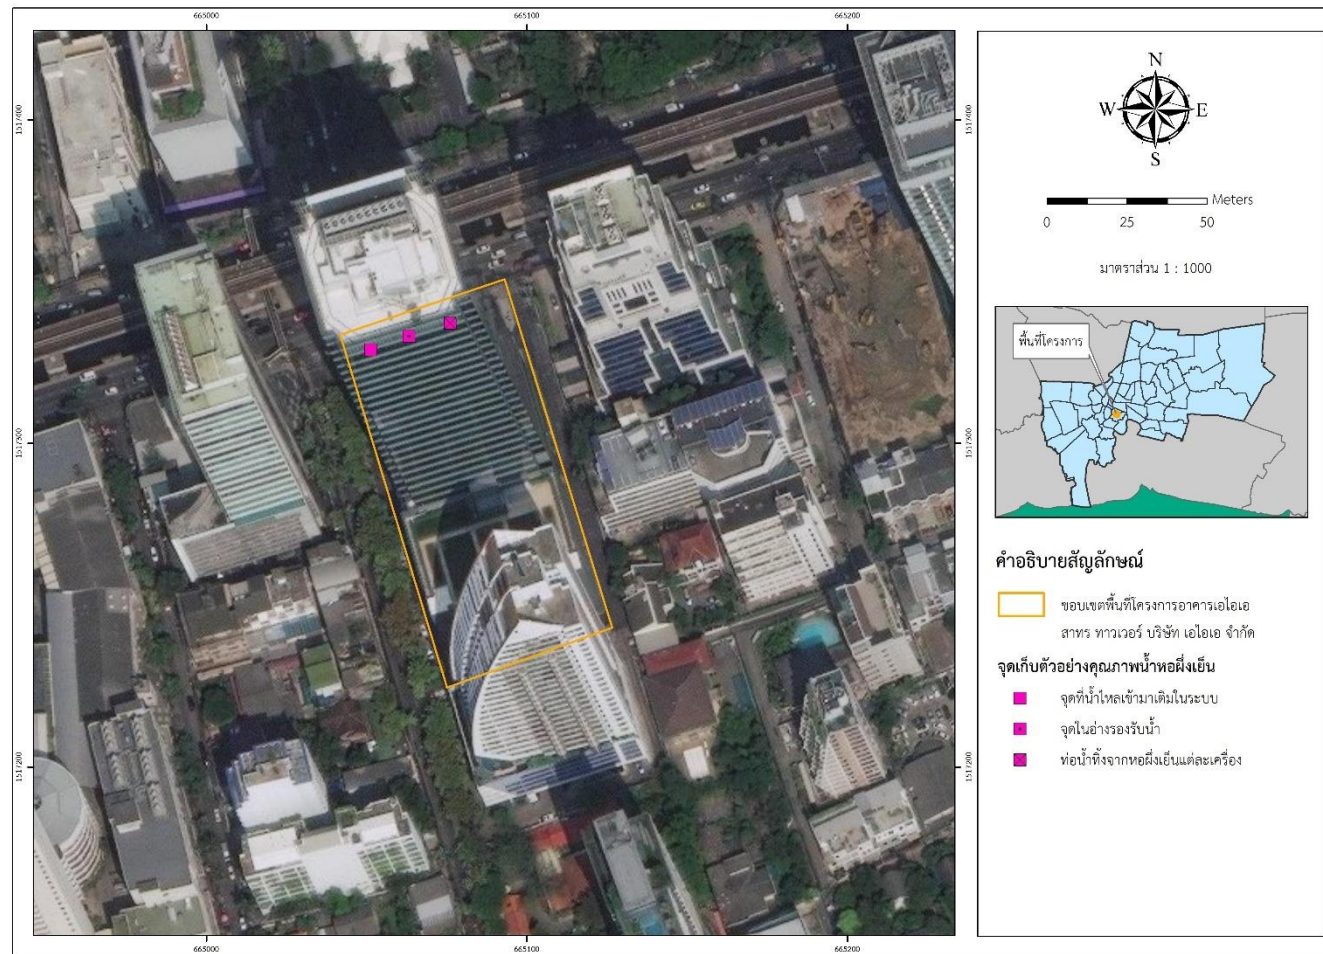 665000
665100
665200
1517400
1517400
1517300
1517300
1517200
1517200
665000
665100
665200
N
W
E
S
Meters
0
25
50
มาตราส่วน 1 : 1000
พื้นที่โครงการ
คำอธิบายสัญลักษณ์
ขอบเขตพื้นที่โครงการอาคารเอไอเอ
สาทร ทาวเวอร์ บริษัท เอไอเอ จำกัด
จุดเก็บตัวอย่างคุณภาพน้ำหอผึ่งเย็น
จุดที่น้ำไหลเข้ามาเติมในระบบ
จุดในอ่างรองรับน้ำ
ท่อน้ำทิ้งจากหอผึ่งเย็นแต่ละเครื่อง